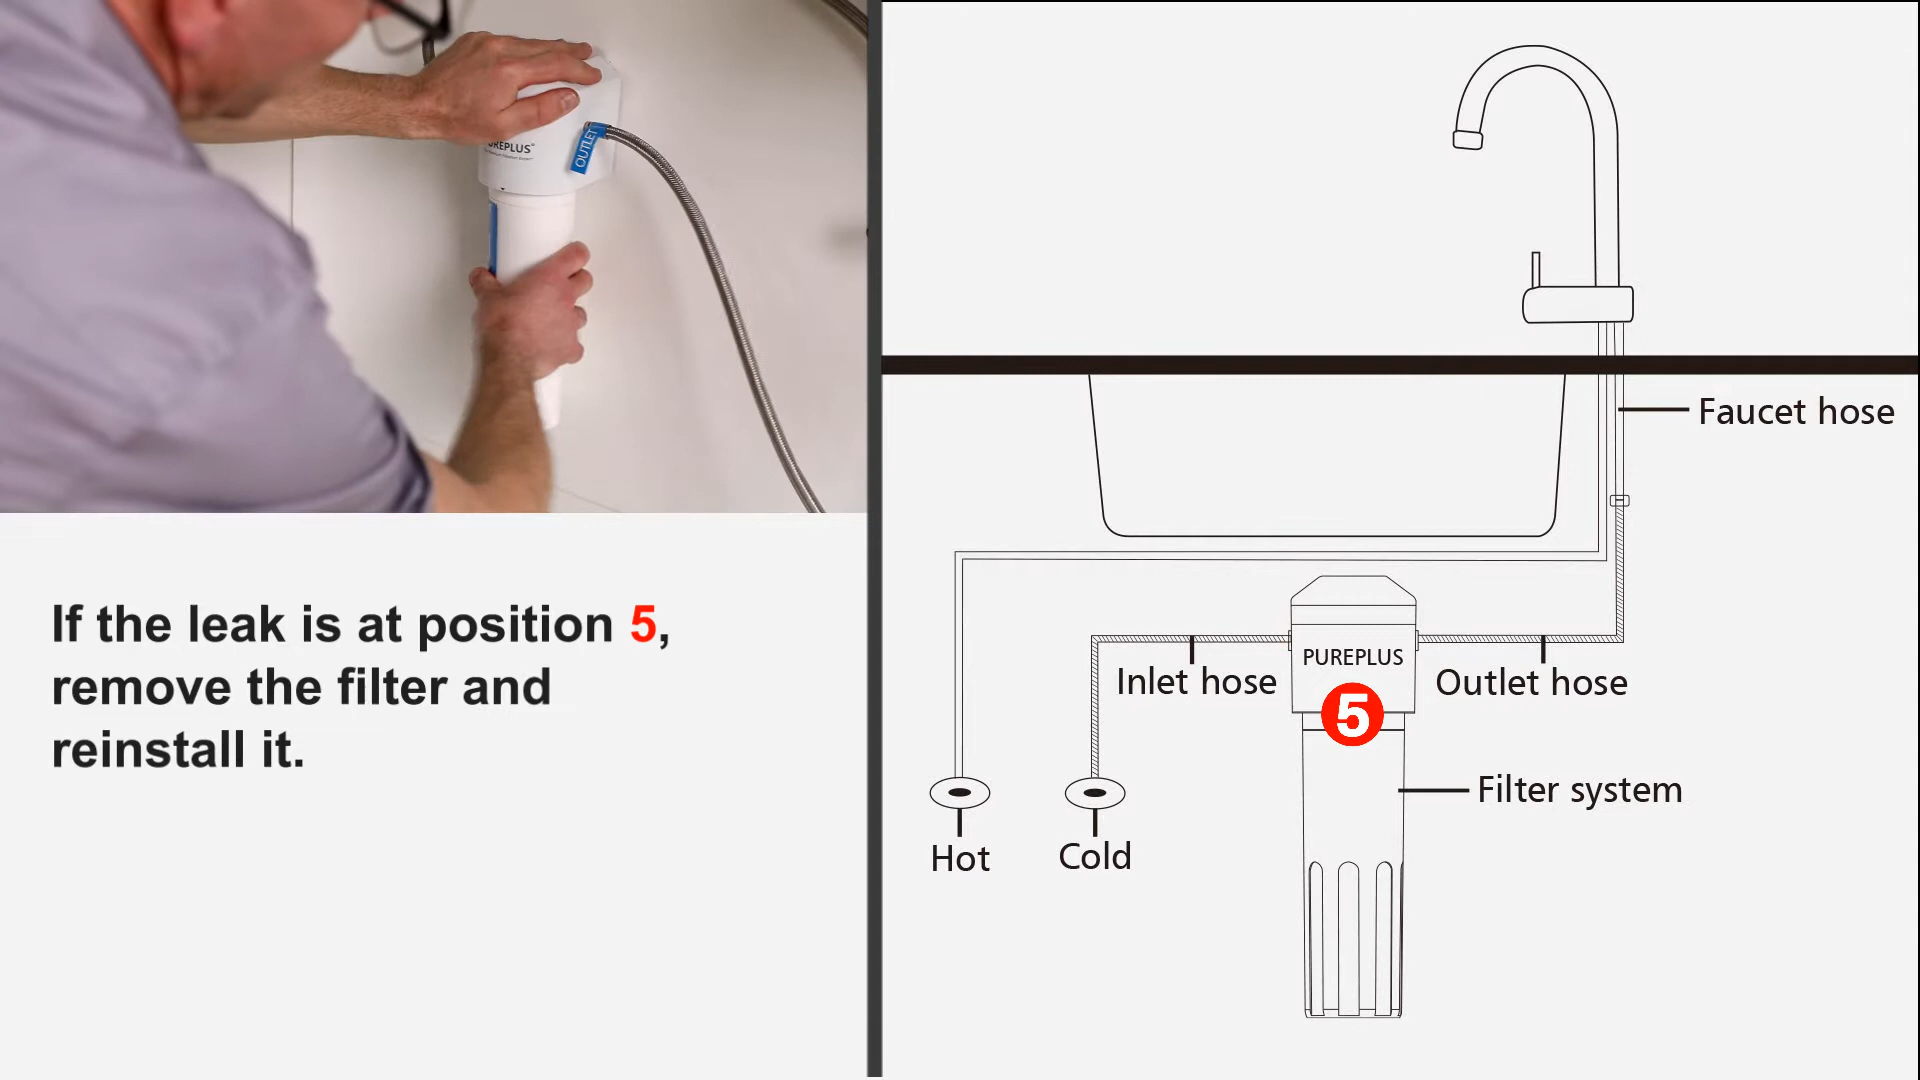 OUTLET
If the leak is at position 5,
remove the filter and
reinstall it.
Faucet hose
PUREPLUS
Inlet hose
Outlet hose
5
Filter system
Hot
Cold